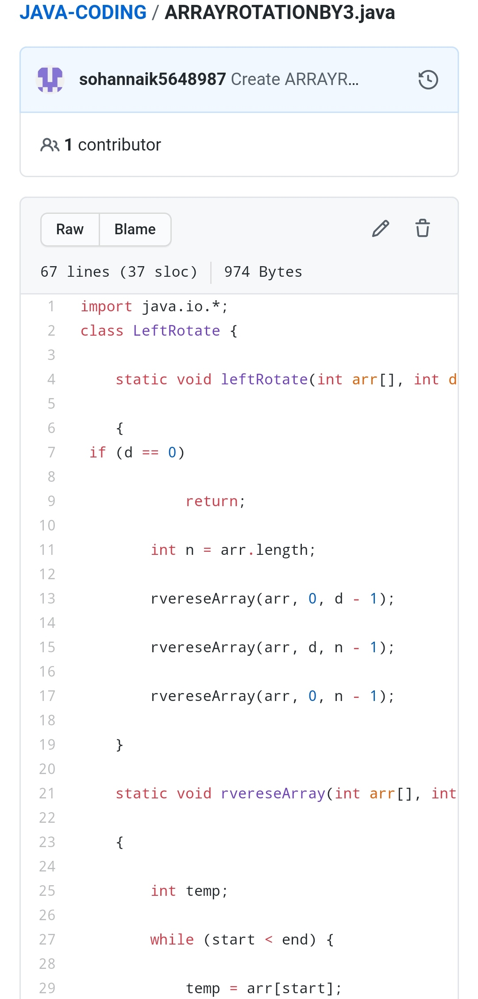 JAVA-CODING / ARRAYROTATIONBY3.java
sohannaik5648987 Create ARRAYR...
1 contributor
Raw Blame
67 lines (37 sloc) 974 Bytes
1 import java.io.*;
2 class LeftRotate {
3
4 static void leftRotate(int arr[], int d
5
6 {
7 if (d == 0)
8
9 return;
10
11 int n = arr.length;
12
13 rvereseArray(arr, 0, d - 1);
14
15 rvereseArray(arr, d, n - 1);
16
17 rvereseArray(arr, 0, n - 1);
18
19 }
20
21 static void rvereseArray(int arr[], int
22
23 {
24
25 int temp;
26
27 while (start < end) {
28
29 temp = arr[start];